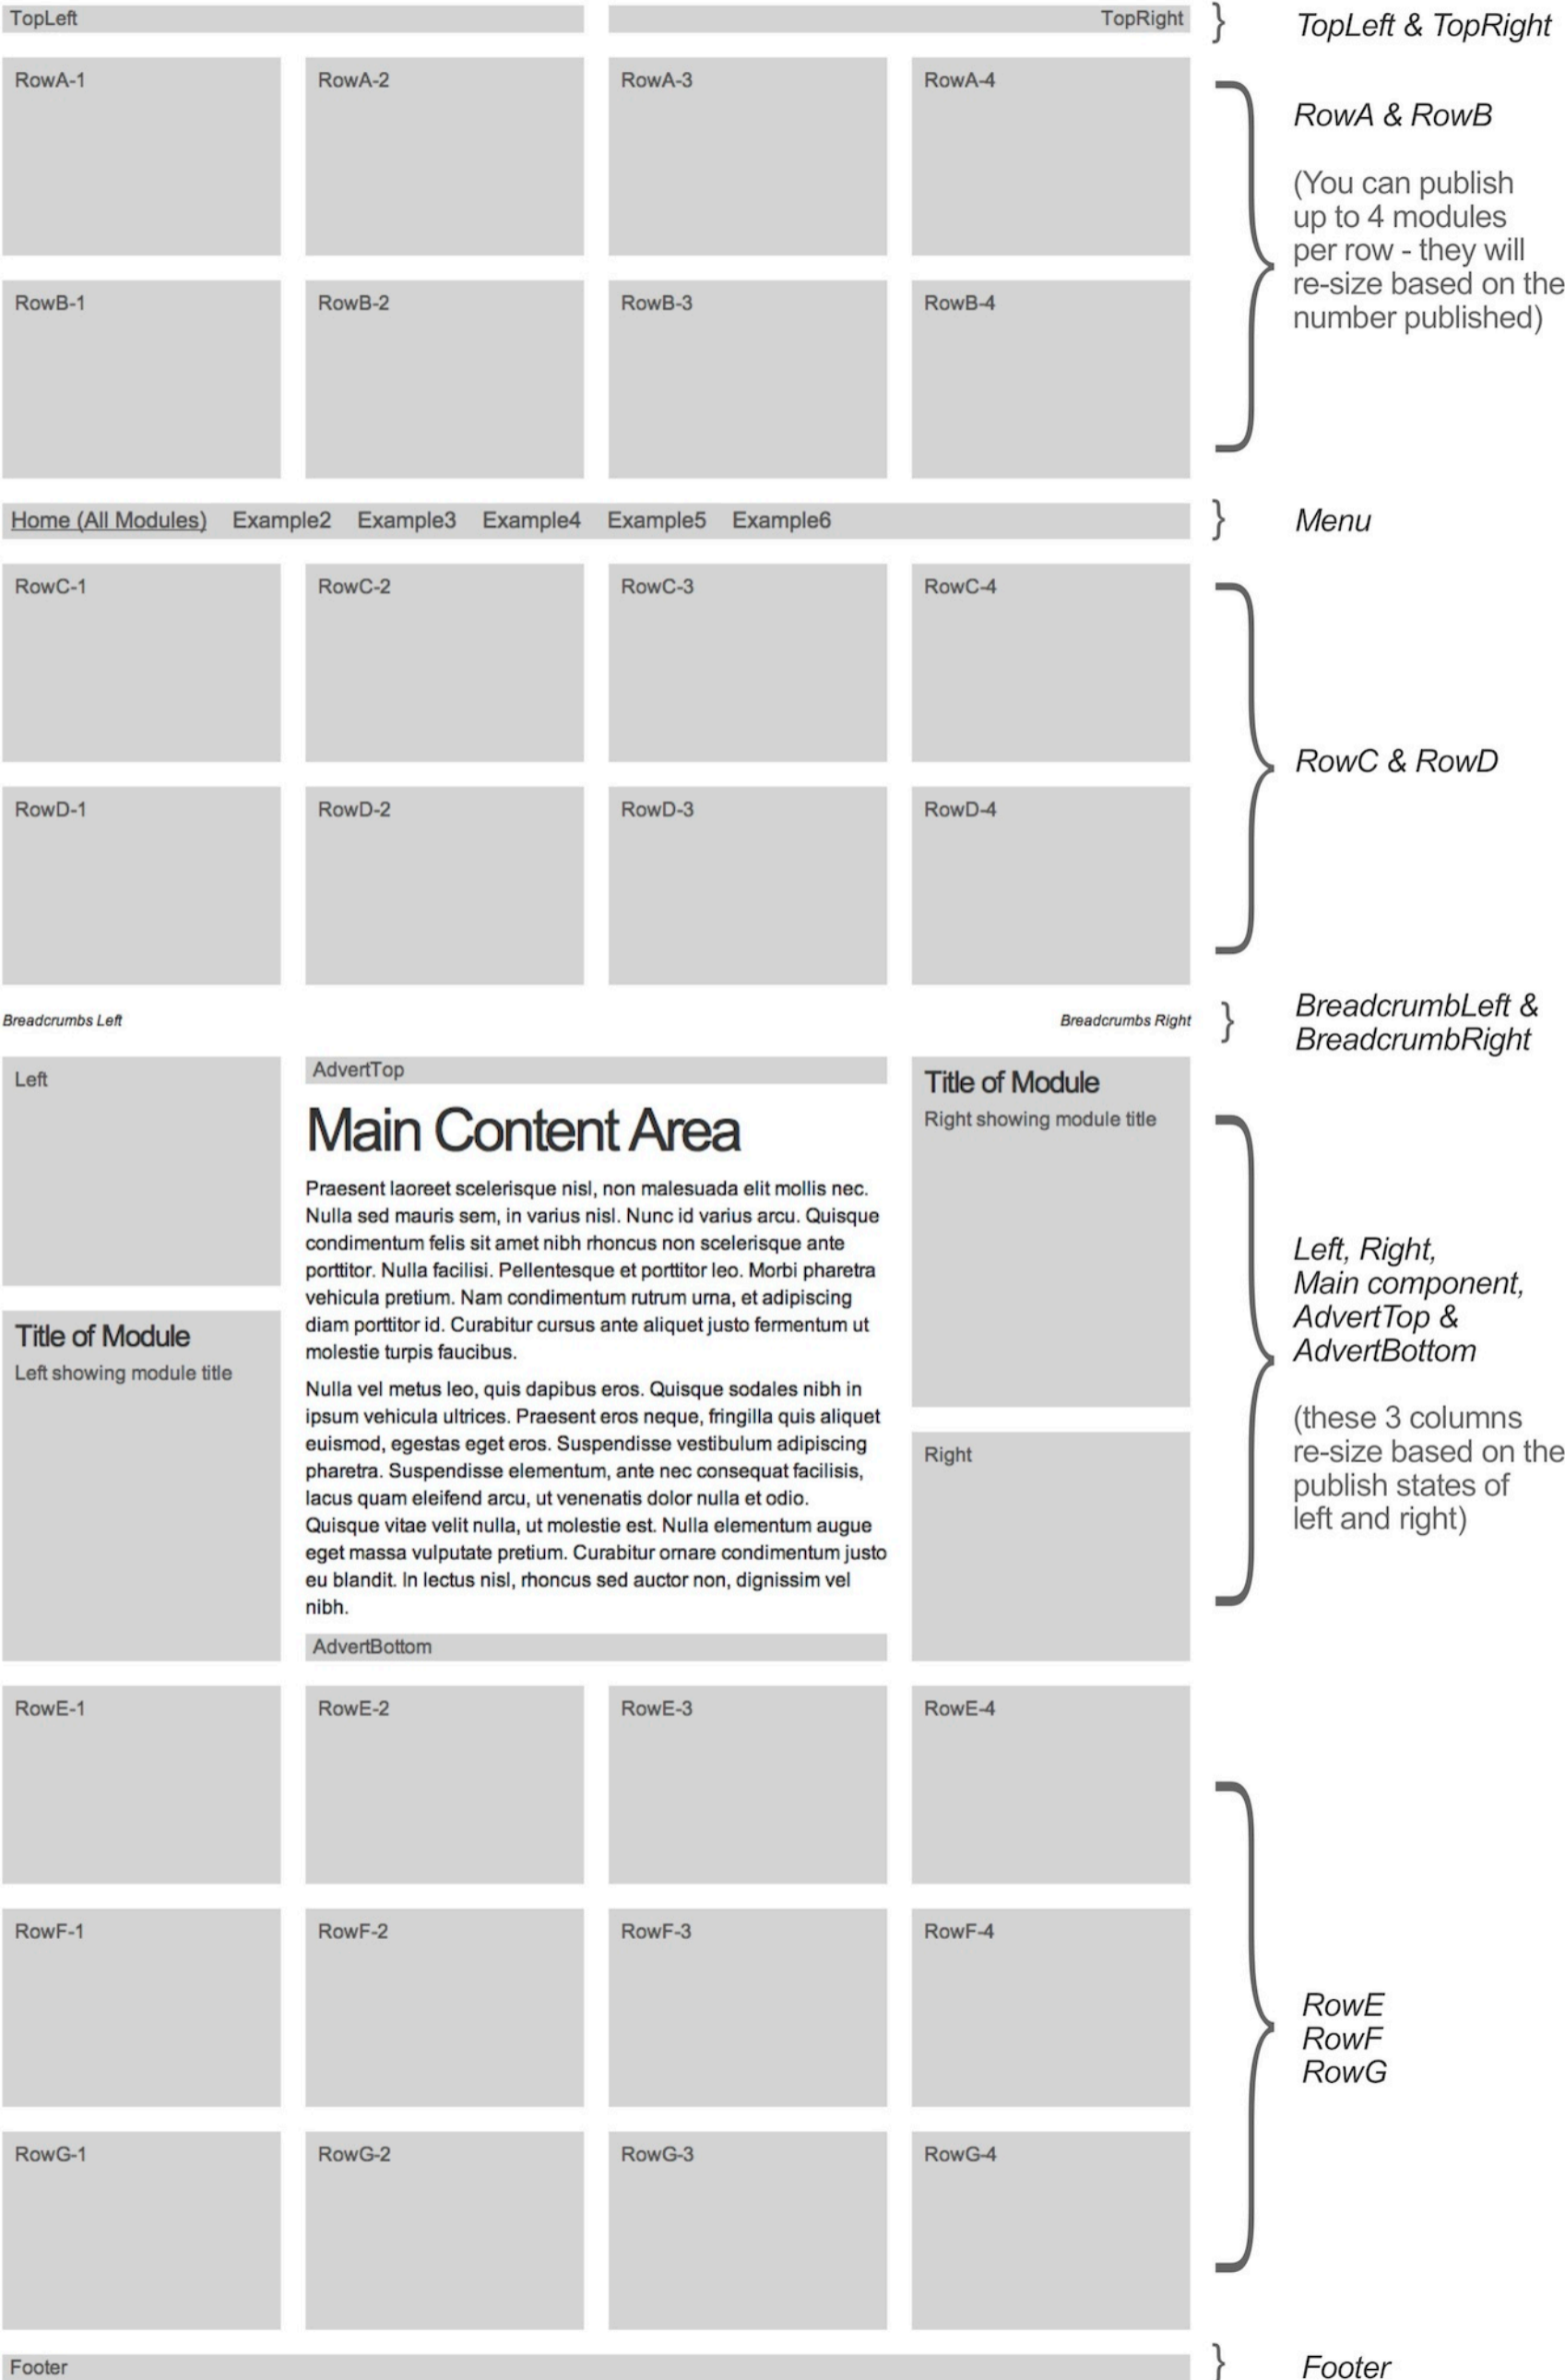 TopLeft
TopRight
}
TopLeft & TopRight
RowA-1
RowA-2
RowA-3
RowA-4
RowA & RowB
(You can publish
up to 4 modules
per row - they will
re-size based on the
number published)
RowB-1
RowB-2
RowB-3
RowB-4
Home (All Modules) Example2 Example3 Example4 Example5 Example6
}
Menu
RowC-1
RowC-2
RowC-3
RowC-4
RowC & RowD
RowD-1
RowD-2
RowD-3
RowD-4
Breadcrumbs Left
Breadcrumbs Right
}
BreadcrumbLeft &
BreadcrumbRight
Left
Title of Module
Left showing module title
AdvertTop
Main Content Area
Praesent laoreet scelerisque nisl, non malesuada elit mollis nec.
Nulla sed mauris sem, in varius nisl. Nunc id varius arcu. Quisque
condimentum felis sit amet nibh rhoncus non scelerisque ante
porttitor. Nulla facilisi. Pellentesque et porttitor leo. Morbi pharetra
vehicula pretium. Nam condimentum rutrum urna, et adipiscing
diam porttitor id. Curabitur cursus ante aliquet justo fermentum ut
molestie turpis faucibus.
Nulla vel metus leo, quis dapibus eros. Quisque sodales nibh in
ipsum vehicula ultrices. Praesent eros neque, fringilla quis aliquet
euismod, egestas eget eros. Suspendisse vestibulum adipiscing
pharetra. Suspendisse elementum, ante nec consequat facilisis,
lacus quam eleifend arcu, ut venenatis dolor nulla et odio.
Quisque vitae velit nulla, ut molestie est. Nulla elementum augue
eget massa vulputate pretium. Curabitur ornare condimentum justo
eu blandit. In lectus nisl, rhoncus sed auctor non, dignissim vel
nibh.
AdvertBottom
Title of Module
Right showing module title
Right
Left, Right,
Main component,
AdvertTop &
AdvertBottom
(these 3 columns
re-size based on the
publish states of
left and right)
RowE-1
RowE-2
RowE-3
RowE-4
RowF-1
RowF-2
RowF-3
RowF-4
RowE
RowF
RowG
RowG-1
RowG-2
RowG-3
RowG-4
Footer
}
Footer